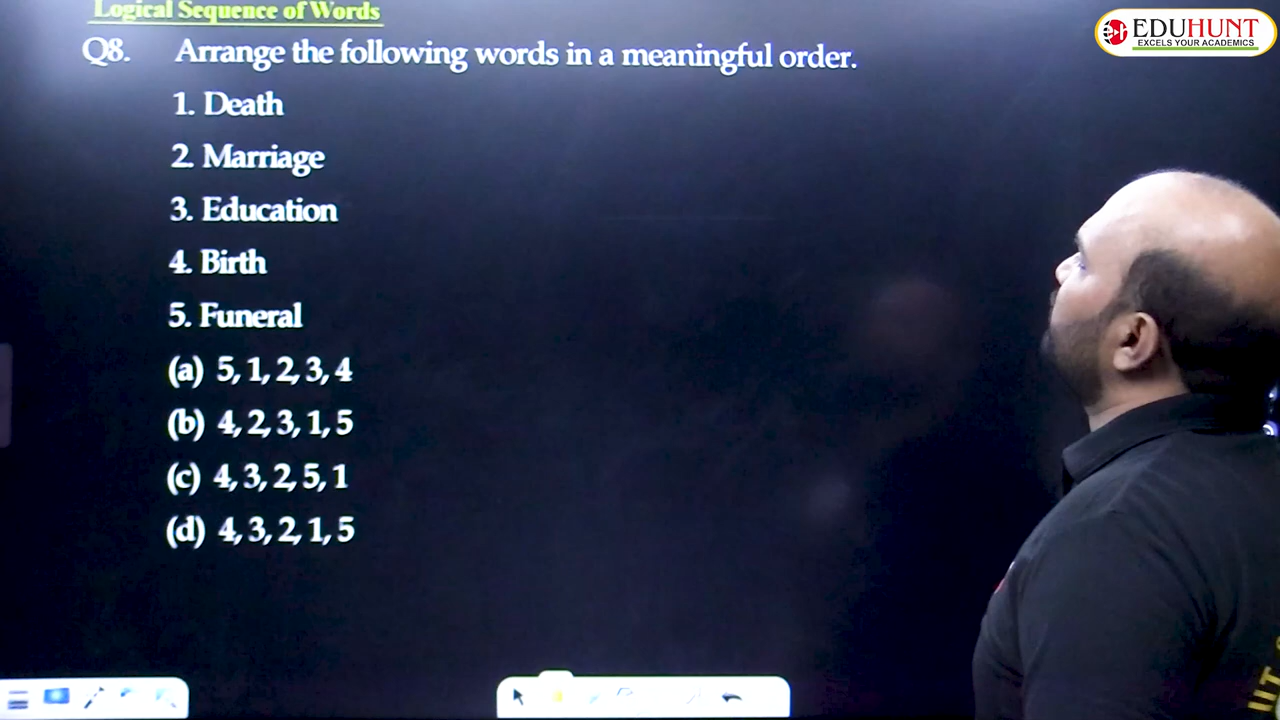 Logical Sequence of Words
EDUHUNT
EXCELS YOUR ACADEMICS
Q8. Arrange the following words in a meaningful order.
1. Death
2. Marriage
3. Education
4. Birth
5. Funeral
(a) 5, 1, 2, 3, 4
(b) 4, 2, 3, 1, 5
(c) 4, 3, 2, 5, 1
(d) 4, 3, 2, 1, 5